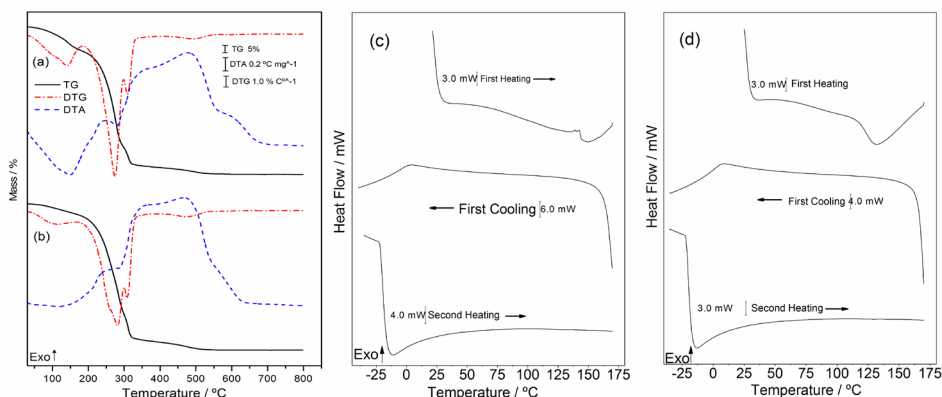 (a)
TG 5%
DTA 0.2 ºC mg^-1
DTG 1.0 % Cº^-1
TG
DTG
DTA
(b)
Exo
Mass / %
0 100 200 300 400 500 600 700 800
Temperature / ºC
(c)
3.0 mW First Heating
First Cooling 6.0 mW
4.0 mW Second Heating
Exo
Heat Flow / mW
-25 0 25 50 75 100 125 175
Temperature / ºC
(d)
3.0 mW First Heating
First Cooling 4.0 mW
3.0 mW Second Heating
Exo
Heat Flow / mW
-25 0 25 50 75 100 125 175
Temperature / ºC